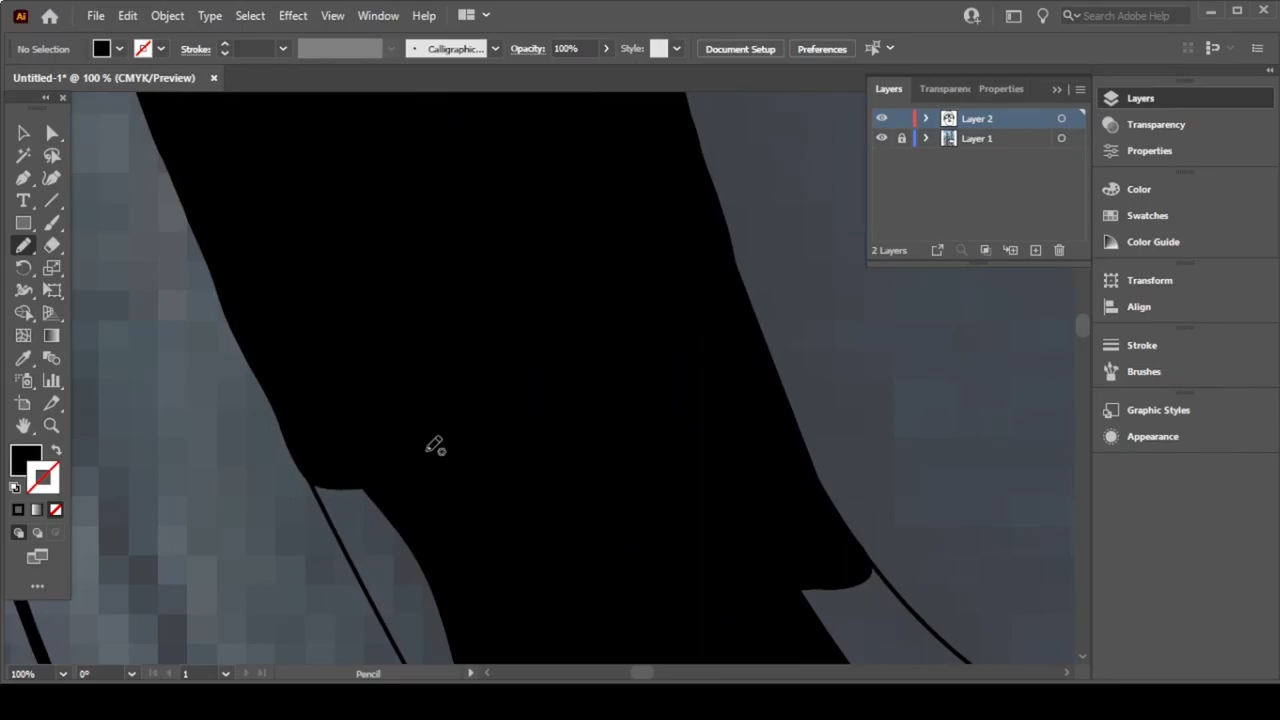 Ai File Edit Object Type Select Effect View Window Help Search Adobe Help
No Selection Stroke: Calligraphic... Opacity: 100% Style: Document Setup Preferences
Untitled-1* @ 100 % (CMYK/Preview)
Layers Transparenc Properties
Layer 2
Layer 1
2 Layers
Layers
Transparency
Properties
Color
Swatches
Color Guide
Transform
Align
Stroke
Brushes
Graphic Styles
Appearance
100% 0° 1 Pencil